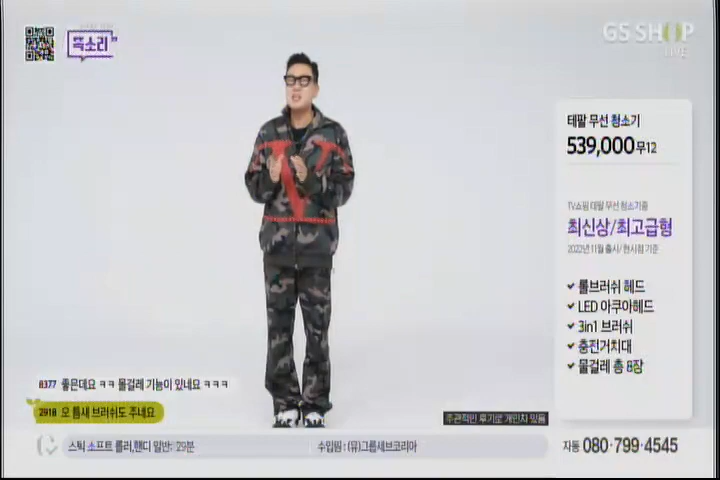 톡소리
GS SHOP
LIVE
테팔 무선 청소기
539,000 무12
TV쇼핑 테팔 무선 청소기중
최신상/최고급형
2022년 11월 출시/현시점 기준
롤브러쉬 헤드
LED 아쿠아헤드
3in1 브러쉬
충전거치대
물걸레 총 8장
8377 좋은데요 ㅋㅋ 물걸레 기능이 있네요 ㅋㅋㅋ
2918 오 틈새 브러쉬도 주네요
주관적인 후기로 개인차 있음
스틱 소프트 롤러,핸디 일반: 29분
수입원 : (유)그룹세브코리아
자동 080·799·4545